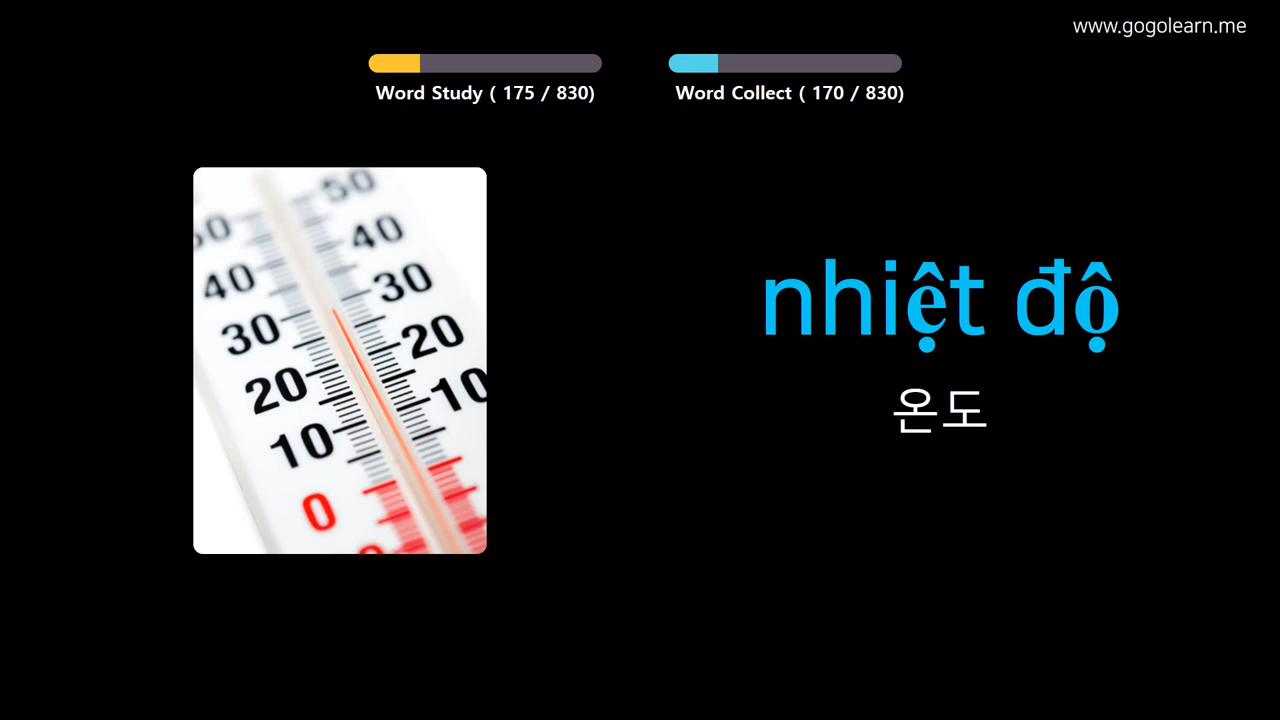 www.gogolearn.me
Word Study ( 175 / 830)
Word Collect ( 170 / 830)
50
50
40
40
30
30
20
20
10
10
0
nhiệt độ
온도